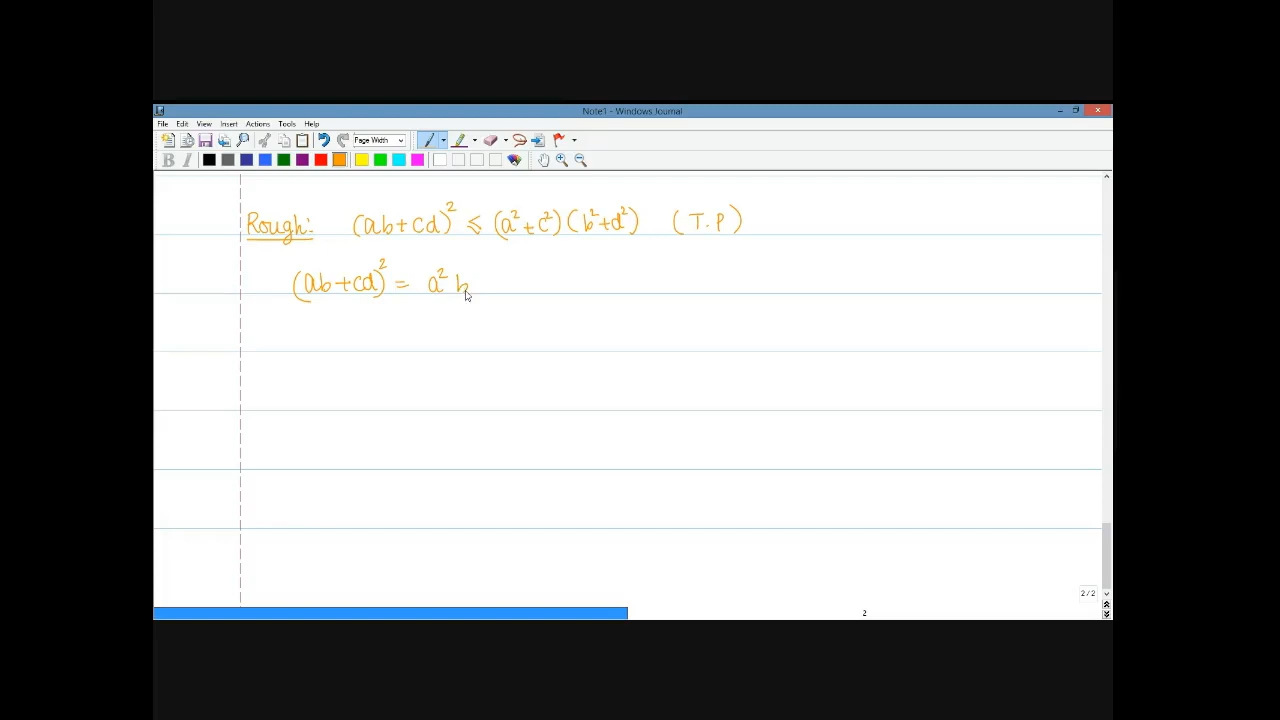 Note1 - Windows Journal
File Edit View Insert Actions Tools Help
Page Width
B I
Rough: (ab+cd)² ⩽ (a²+c²)(b²+d²) (T.P)
(ab+cd)² = a² b
2 / 2
2